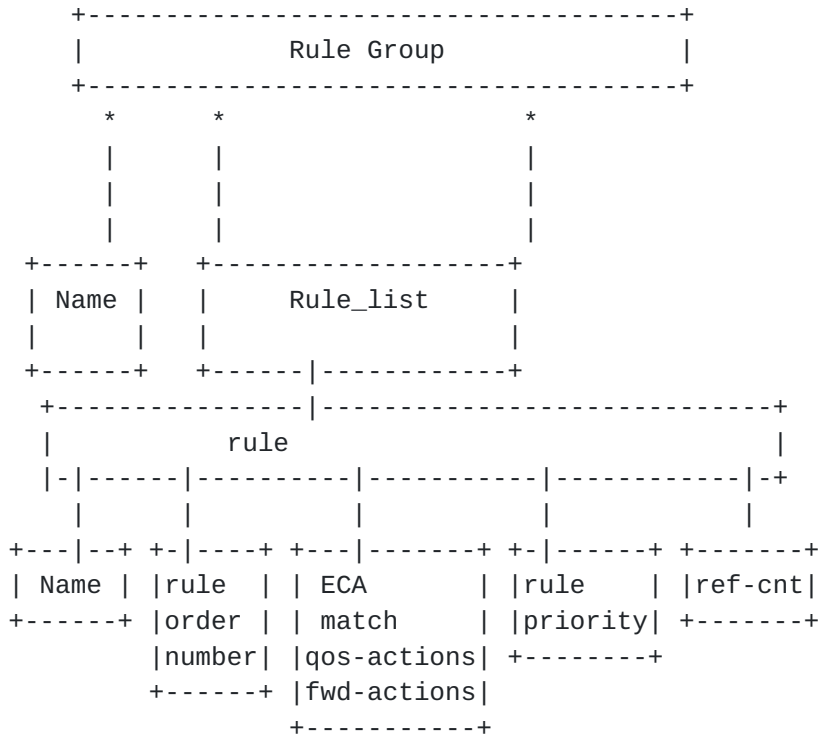 Rule Group
* * *
Name Rule_list
rule
Name rule ECA rule ref-cnt
order match priority
number qos-actions
fwd-actions